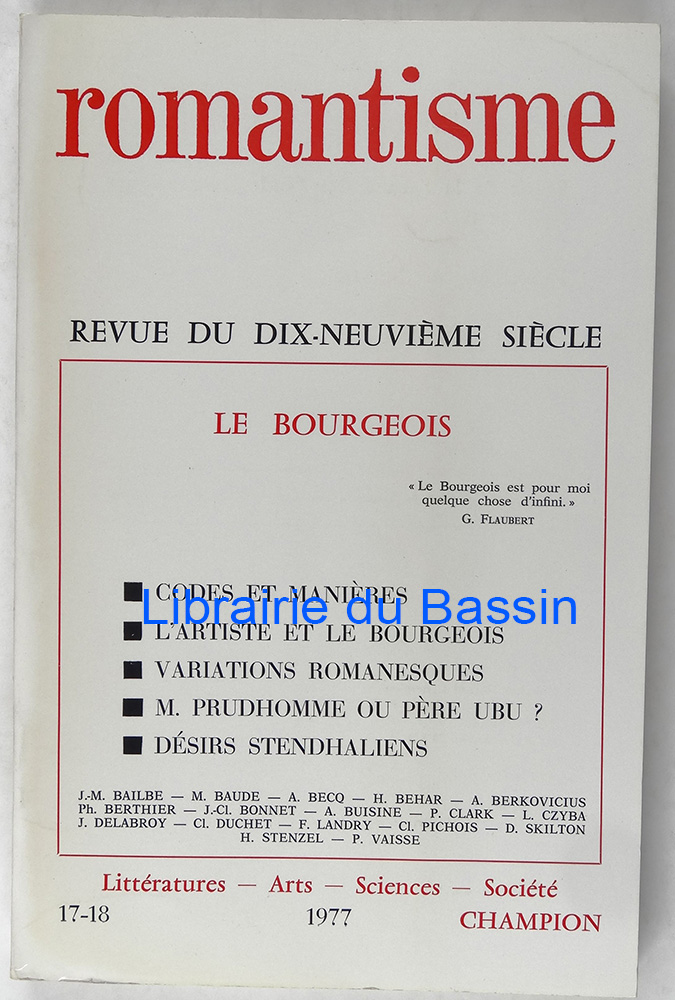 romantisme
REVUE DU DIX-NEUVIÈME SIÈCLE
LE BOURGEOIS
« Le Bourgeois est pour moi
quelque chose d'infini. »
G. FLAUBERT
■ CODES ET MANIÈRES
Librairie du Bassin
■ L'ARTISTE ET LE BOURGEOIS
■ VARIATIONS ROMANESQUES
■ M. PRUDHOMME OU PÈRE UBU ?
■ DÉSIRS STENDHALIENS
J.-M. BAILBE — M. BAUDE — A. BECQ — H. BEHAR — A. BERKOVICIUS
Ph. BERTHIER — J.-Cl. BONNET — A. BUISINE — P. CLARK — L. CZYBA
J. DELABROY — Cl. DUCHET — F. LANDRY — Cl. PICHOIS — D. SKILTON
H. STENZEL — P. VAISSE
Littératures — Arts — Sciences — Société
17-18 1977 CHAMPION